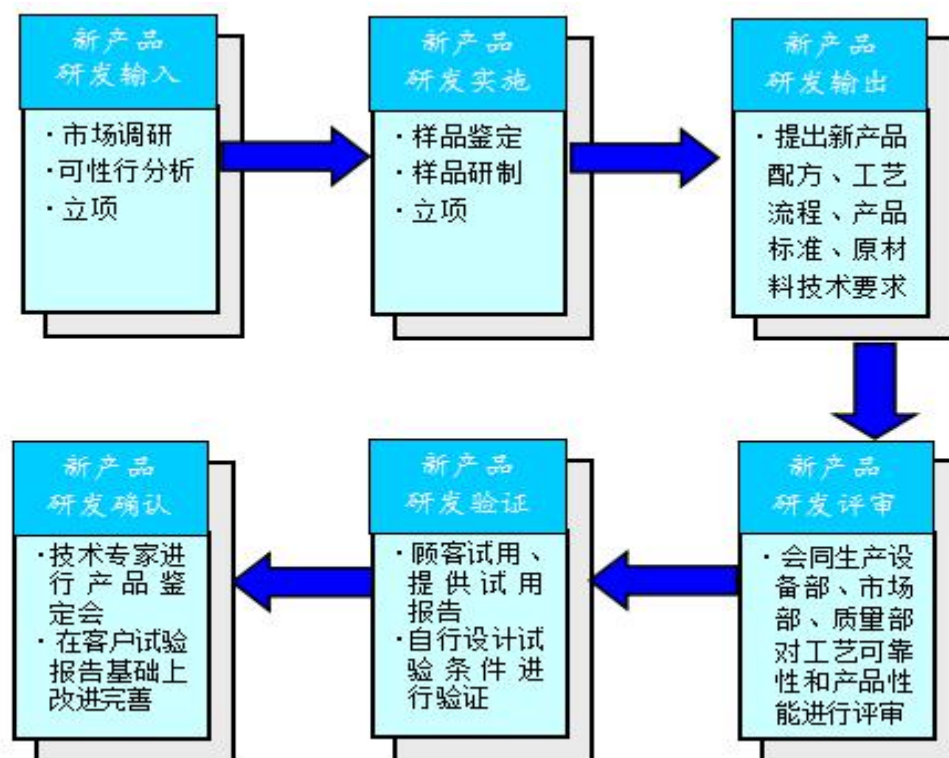 新产品
研发输入
·市场调研
·可性行分析
·立项
新产品
研发实施
·样品鉴定
·样品研制
·立项
新产品
研发输出
·提出新产品
配方、工艺
流程、产品
标准、原材
料技术要求
新产品
研发评审
·会同生产设
备部、市场
部、质量部
对工艺可靠
性和产品性
能进行评审
新产品
研发验证
·顾客试用、
提供试用
报告
·自行设计试
验条件进
行验证
新产品
研发确认
·技术专家进
行产品鉴
定会
·在客户试验
报告基础上
改进完善